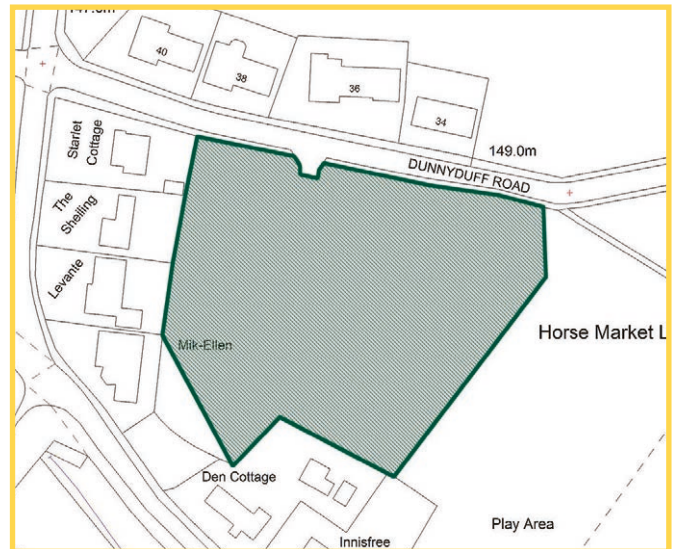 40
38
36
34
149.0m
DUNNYDUFF ROAD
Starlet
Cottage
The
Shelling
Levante
Mik-Ellen
Horse Market L
Den Cottage
Play Area
Innisfree